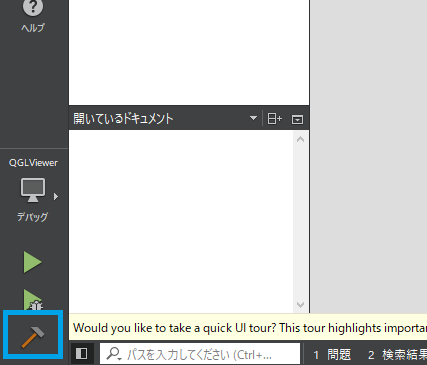 ヘルプ
開いているドキュメント
QGLViewer
デバッグ
Would you like to take a quick UI tour? This tour highlights importa
パスを入力してください (Ctrl+...
1 問題 2 検索結果